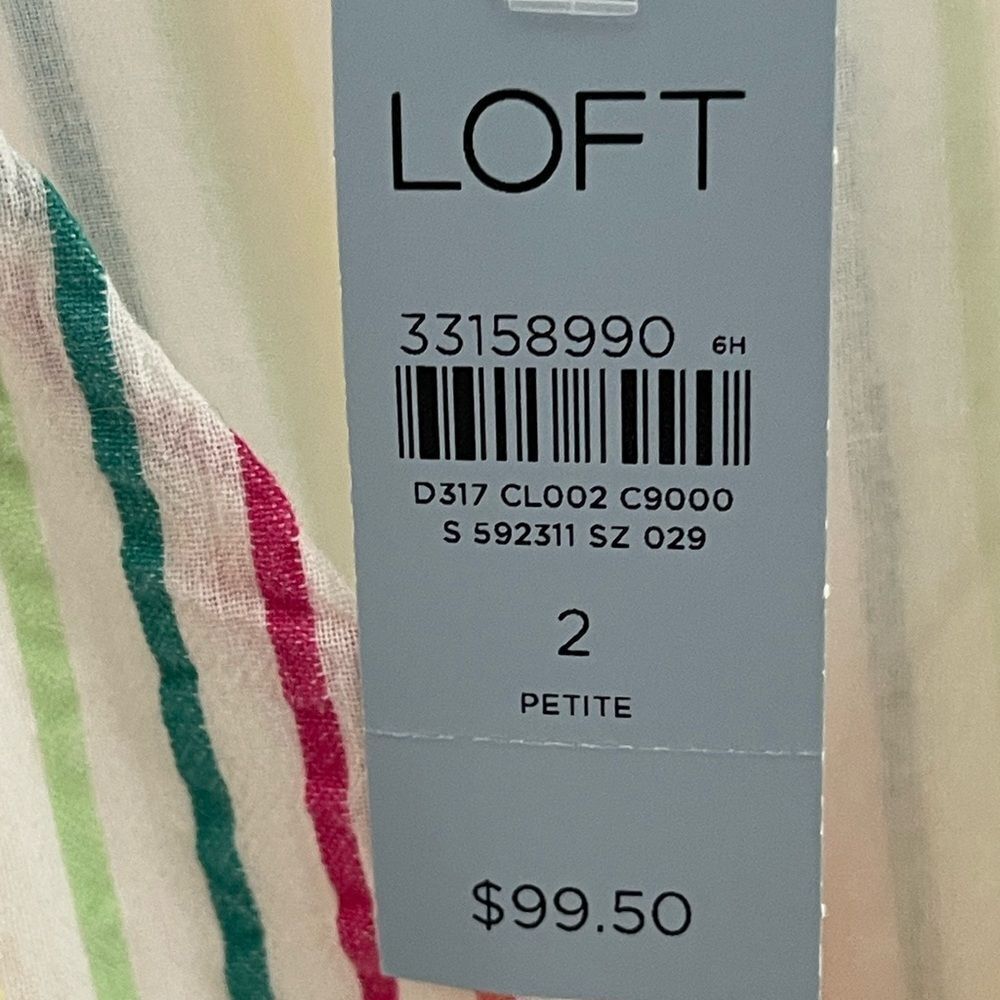 LOFT
33158990 6H
D317 CL002 C9000
S 592311 SZ 029
2
PETITE
$99.50